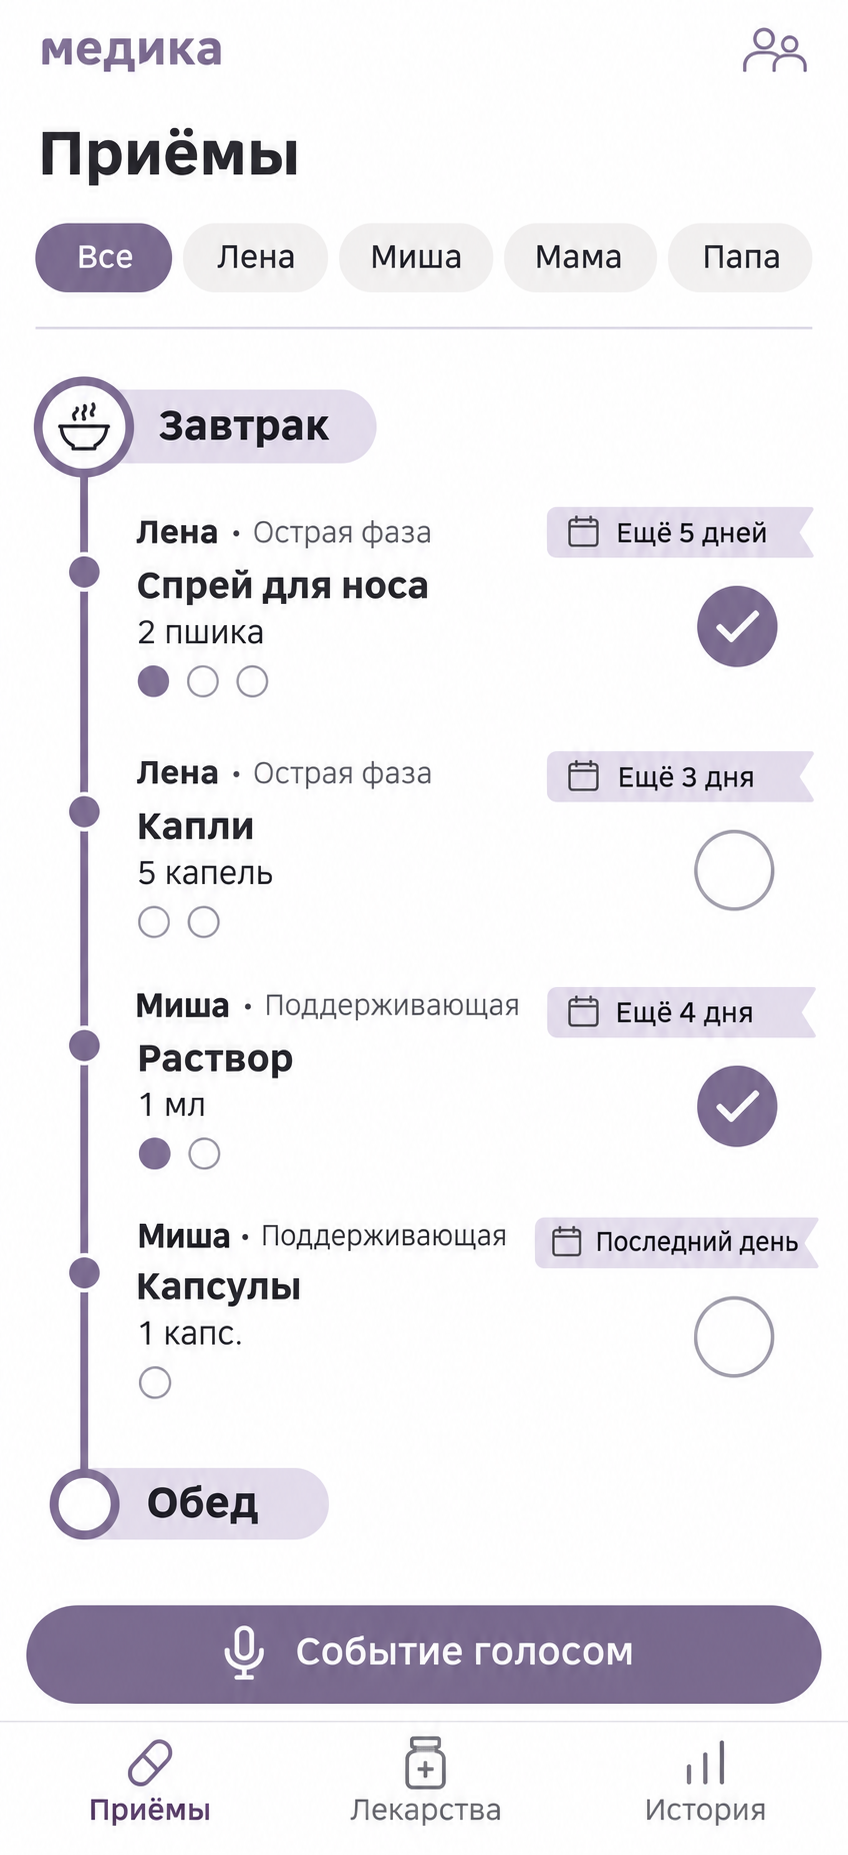 медика
Приёмы
Все Лена Миша Мама Папа
Завтрак
Лена • Острая фаза
Ещё 5 дней
Спрей для носа
2 пшика
Лена • Острая фаза
Ещё 3 дня
Капли
5 капель
Миша • Поддерживающая
Ещё 4 дня
Раствор
1 мл
Миша • Поддерживающая
Последний день
Капсулы
1 капс.
Обед
Событие голосом
Приёмы Лекарства История